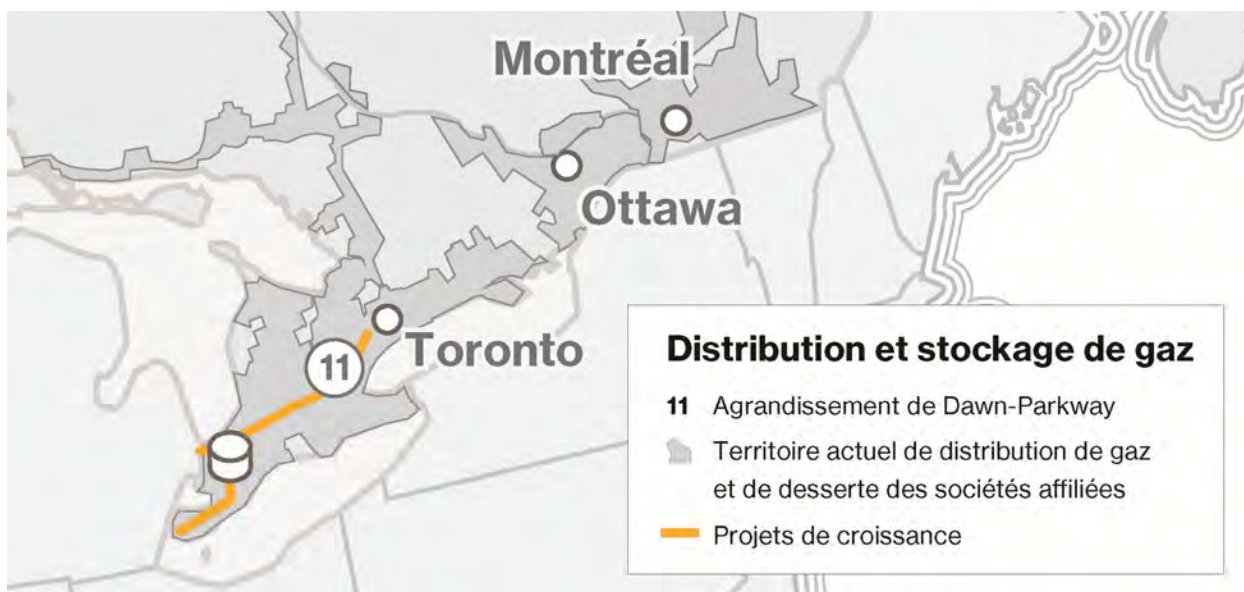 Montréal
Ottawa
Toronto
11
Distribution et stockage de gaz
11 Agrandissement de Dawn-Parkway
Territoire actuel de distribution de gaz
et de desserte des sociétés affiliées
Projets de croissance